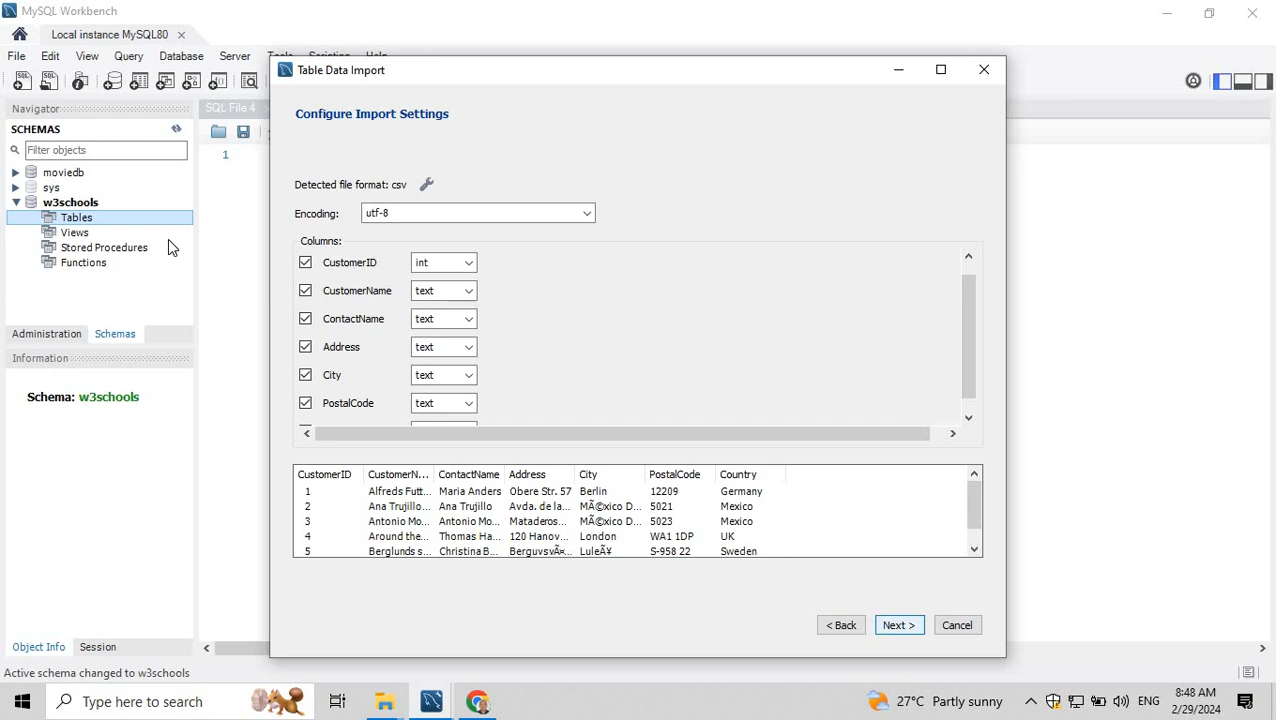 MySQL Workbench
Local instance MySQL80
File Edit View Query Database Server Tools Scripting Help
Navigator
SCHEMAS
Filter objects
moviedb
sys
w3schools
Tables
Views
Stored Procedures
Functions
Administration Schemas
Information
Schema: w3schools
Object Info Session
Active schema changed to w3schools
SQL File 4
1
Table Data Import
Configure Import Settings
Detected file format: csv
Encoding: utf-8
Columns:
CustomerID int
CustomerName text
ContactName text
Address text
City text
PostalCode text
CustomerID CustomerN... ContactName Address City PostalCode Country
1 Alfreds Futt... Maria Anders Obere Str. 57 Berlin 12209 Germany
2 Ana Trujillo... Ana Trujillo Avda. de la... MÃ©xico D... 5021 Mexico
3 Antonio Mo... Antonio Mo... Mataderos... MÃ©xico D... 5023 Mexico
4 Around the... Thomas Ha... 120 Hanov... London WA1 1DP UK
5 Berglunds s... Christina B... BerguvsvÃ¤... LuleÃ¥ S-958 22 Sweden
< Back Next > Cancel
Type here to search
27°C Partly sunny
ENG
8:48 AM
2/29/2024